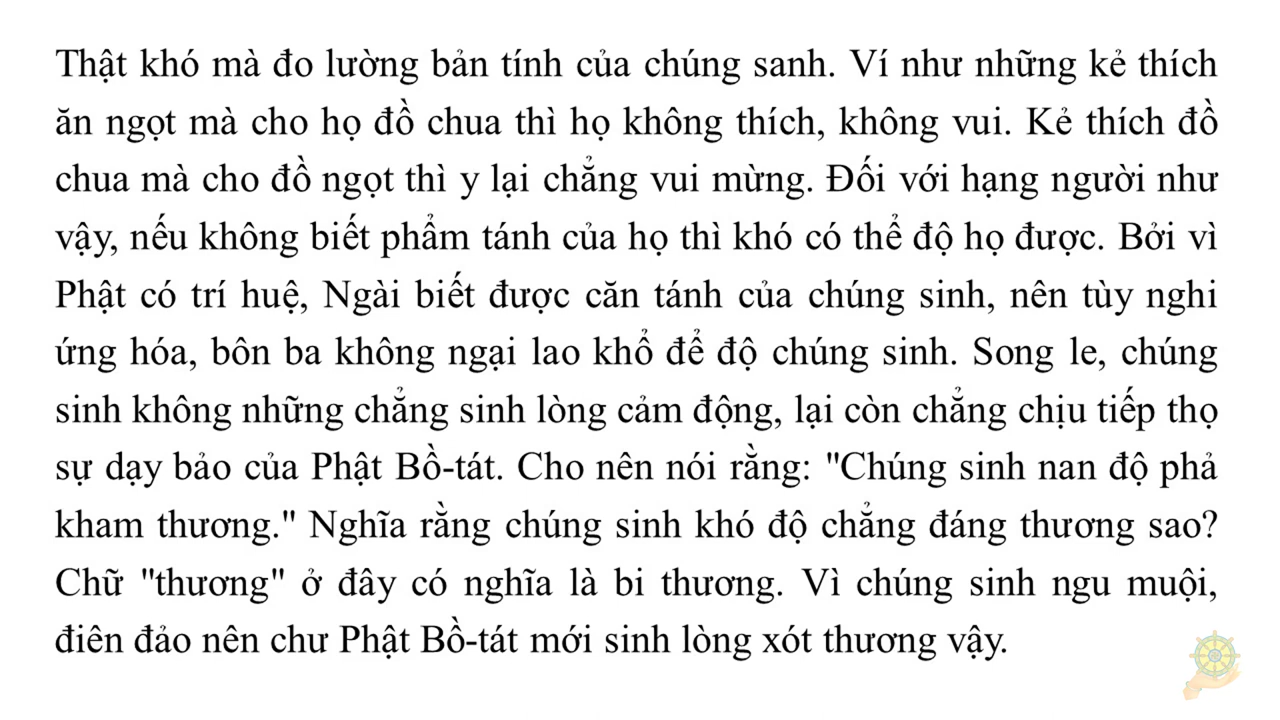 Thật khó mà đo lường bản tính của chúng sanh. Ví như những kẻ thích
ăn ngọt mà cho họ đồ chua thì họ không thích, không vui. Kẻ thích đồ
chua mà cho đồ ngọt thì y lại chẳng vui mừng. Đối với hạng người như
vậy, nếu không biết phẩm tánh của họ thì khó có thể độ họ được. Bởi vì
Phật có trí huệ, Ngài biết được căn tánh của chúng sinh, nên tùy nghi
ứng hóa, bôn ba không ngại lao khổ để độ chúng sinh. Song le, chúng
sinh không những chẳng sinh lòng cảm động, lại còn chẳng chịu tiếp thọ
sự dạy bảo của Phật Bồ-tát. Cho nên nói rằng: "Chúng sinh nan độ phả
kham thương." Nghĩa rằng chúng sinh khó độ chẳng đáng thương sao?
Chữ "thương" ở đây có nghĩa là bi thương. Vì chúng sinh ngu muội,
điên đảo nên chư Phật Bồ-tát mới sinh lòng xót thương vậy.